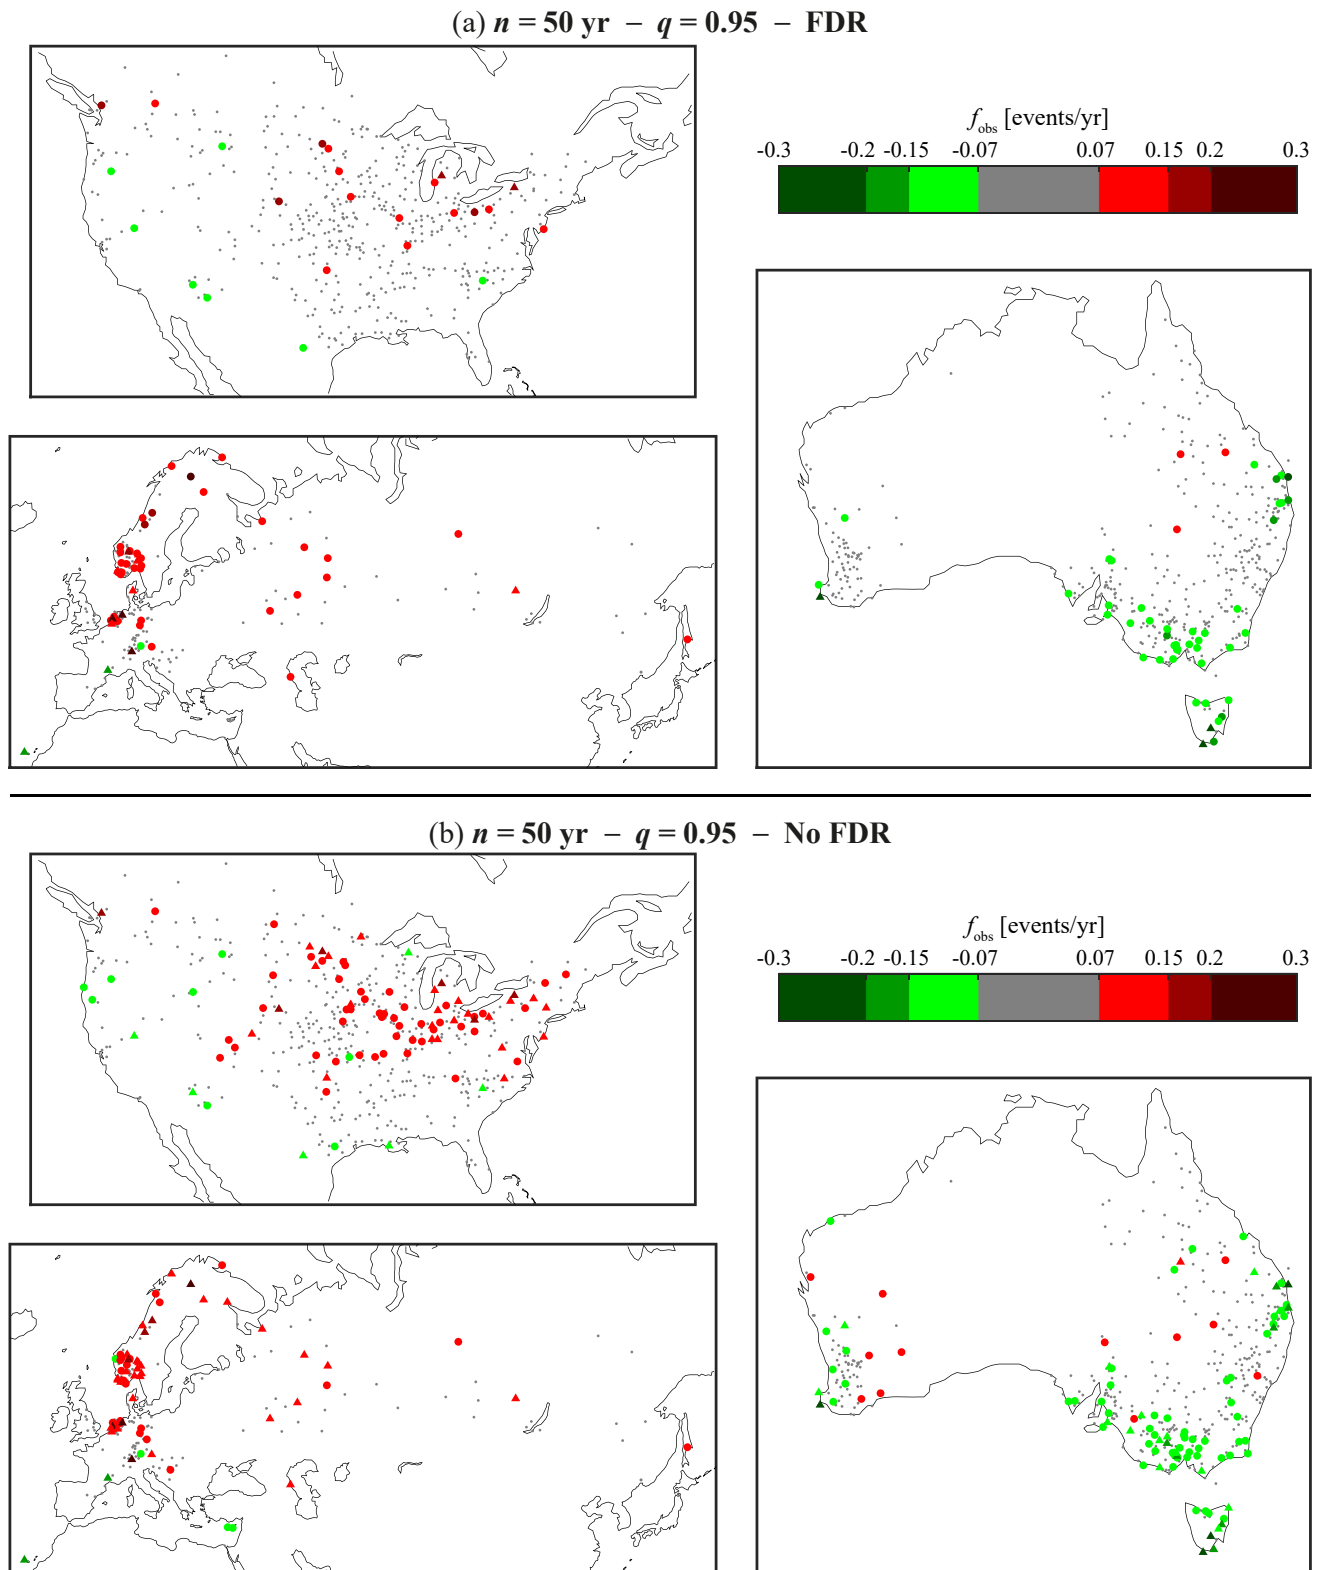 (a) n = 50 yr – q = 0.95 – FDR
f_obs [events/yr]
-0.3 -0.2 -0.15 -0.07 0.07 0.15 0.2 0.3
(b) n = 50 yr – q = 0.95 – No FDR
f_obs [events/yr]
-0.3 -0.2 -0.15 -0.07 0.07 0.15 0.2 0.3